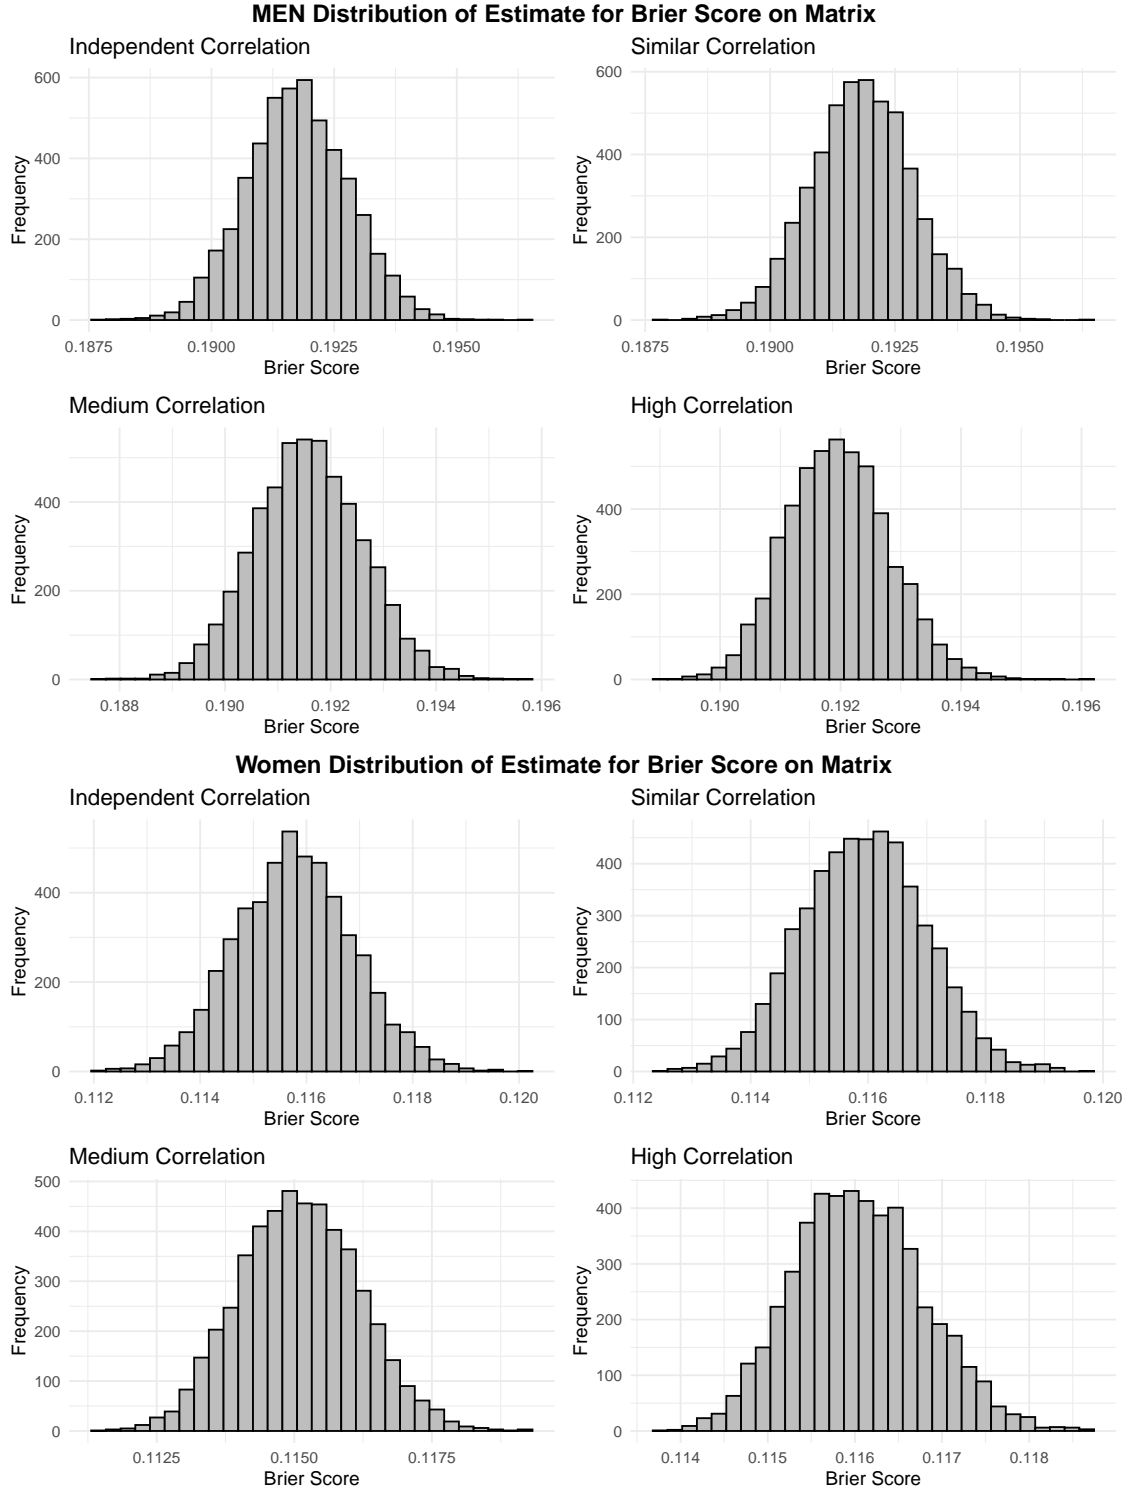 MEN Distribution of Estimate for Brier Score on Matrix
Independent Correlation
600
400
200
0
Frequency
0.1875 0.1900 0.1925 0.1950
Brier Score
Similar Correlation
600
400
200
0
Frequency
0.1875 0.1900 0.1925 0.1950
Brier Score
Medium Correlation
400
200
0
Frequency
0.188 0.190 0.192 0.194 0.196
Brier Score
High Correlation
400
200
0
Frequency
0.190 0.192 0.194 0.196
Brier Score
Women Distribution of Estimate for Brier Score on Matrix
Independent Correlation
400
200
0
Frequency
0.112 0.114 0.116 0.118 0.120
Brier Score
Similar Correlation
400
300
200
100
0
Frequency
0.112 0.114 0.116 0.118 0.120
Brier Score
Medium Correlation
500
400
300
200
100
0
Frequency
0.1125 0.1150 0.1175
Brier Score
High Correlation
400
300
200
100
0
Frequency
0.114 0.115 0.116 0.117 0.118
Brier Score